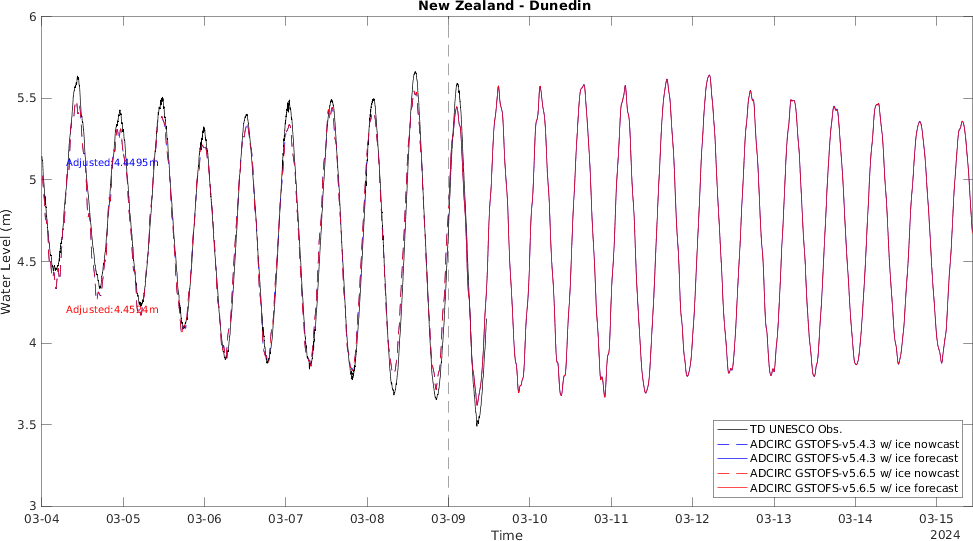 New Zealand - Dunedin
6
5.5
5
4.5
4
3.5
3
Water Level (m)
Adjusted:4.4495m
Adjusted:4.4524m
TD UNESCO Obs.
ADCIRC GSTOFS-v5.4.3 w/ ice nowcast
ADCIRC GSTOFS-v5.4.3 w/ ice forecast
ADCIRC GSTOFS-v5.6.5 w/ ice nowcast
ADCIRC GSTOFS-v5.6.5 w/ ice forecast
03-04 03-05 03-06 03-07 03-08 03-09 03-10 03-11 03-12 03-13 03-14 03-15
Time
2024